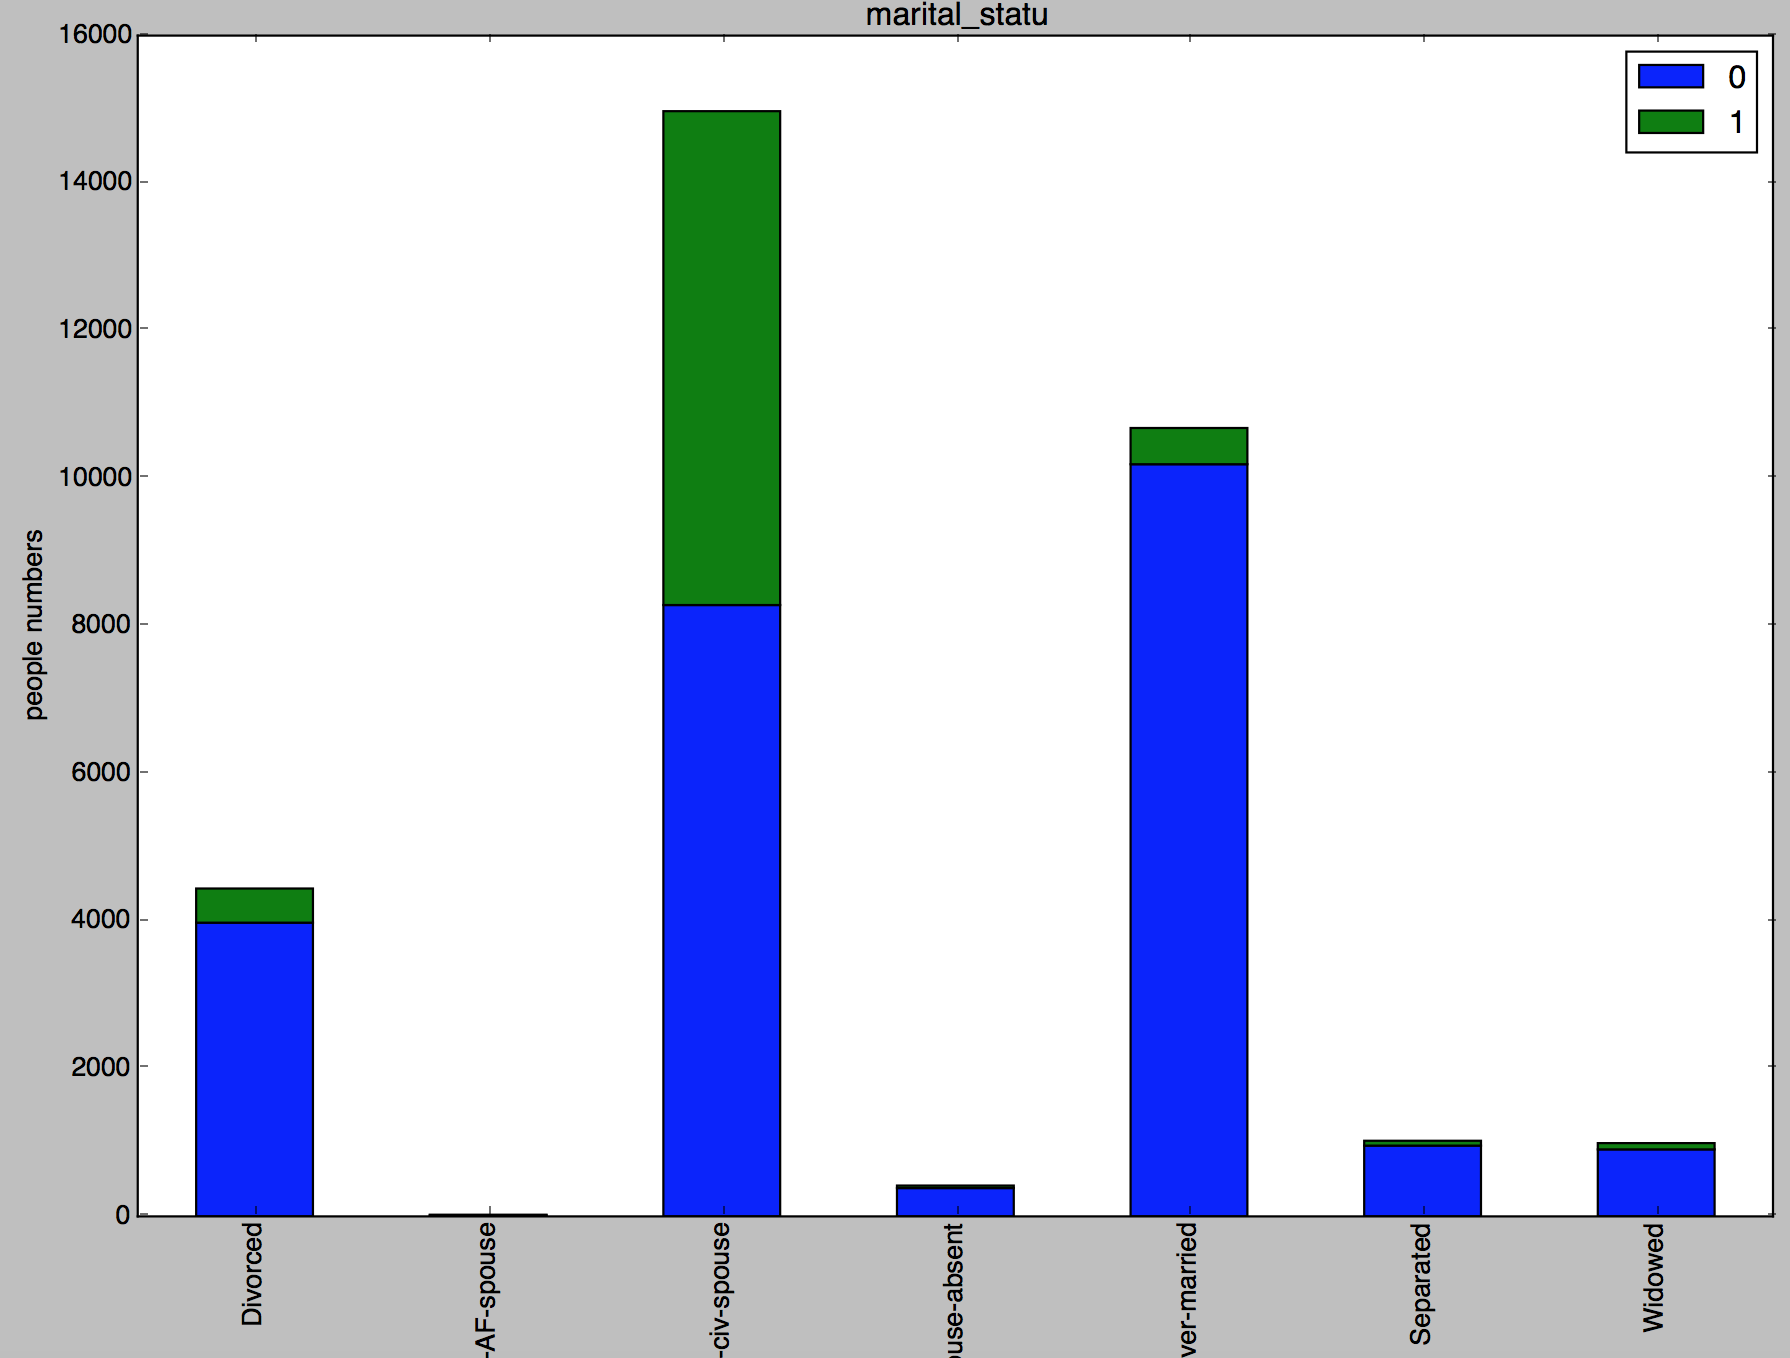 marital_statu
16000
14000
12000
10000
8000
6000
4000
2000
0
people numbers
0
1
Divorced
-AF-spouse
-civ-spouse
ouse-absent
ver-married
Separated
Widowed